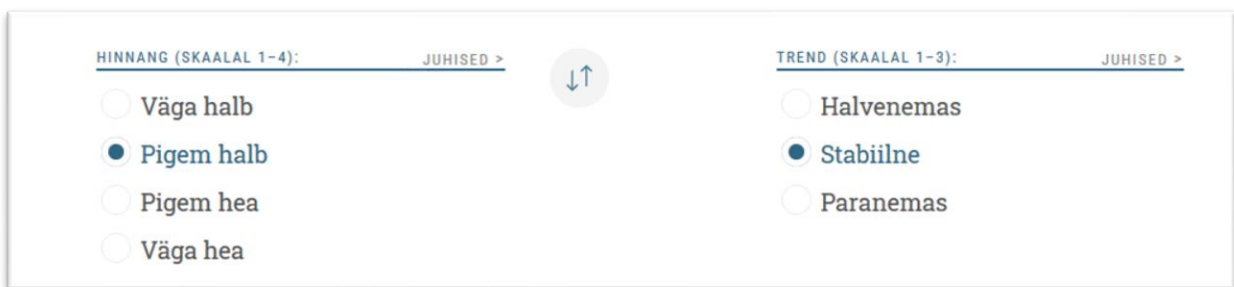 HINNANG (SKAALAL 1–4):
JUHISED >
Väga halb
Pigem halb
Pigem hea
Väga hea
TREND (SKAALAL 1–3):
JUHISED >
Halvenemas
Stabiilne
Paranemas